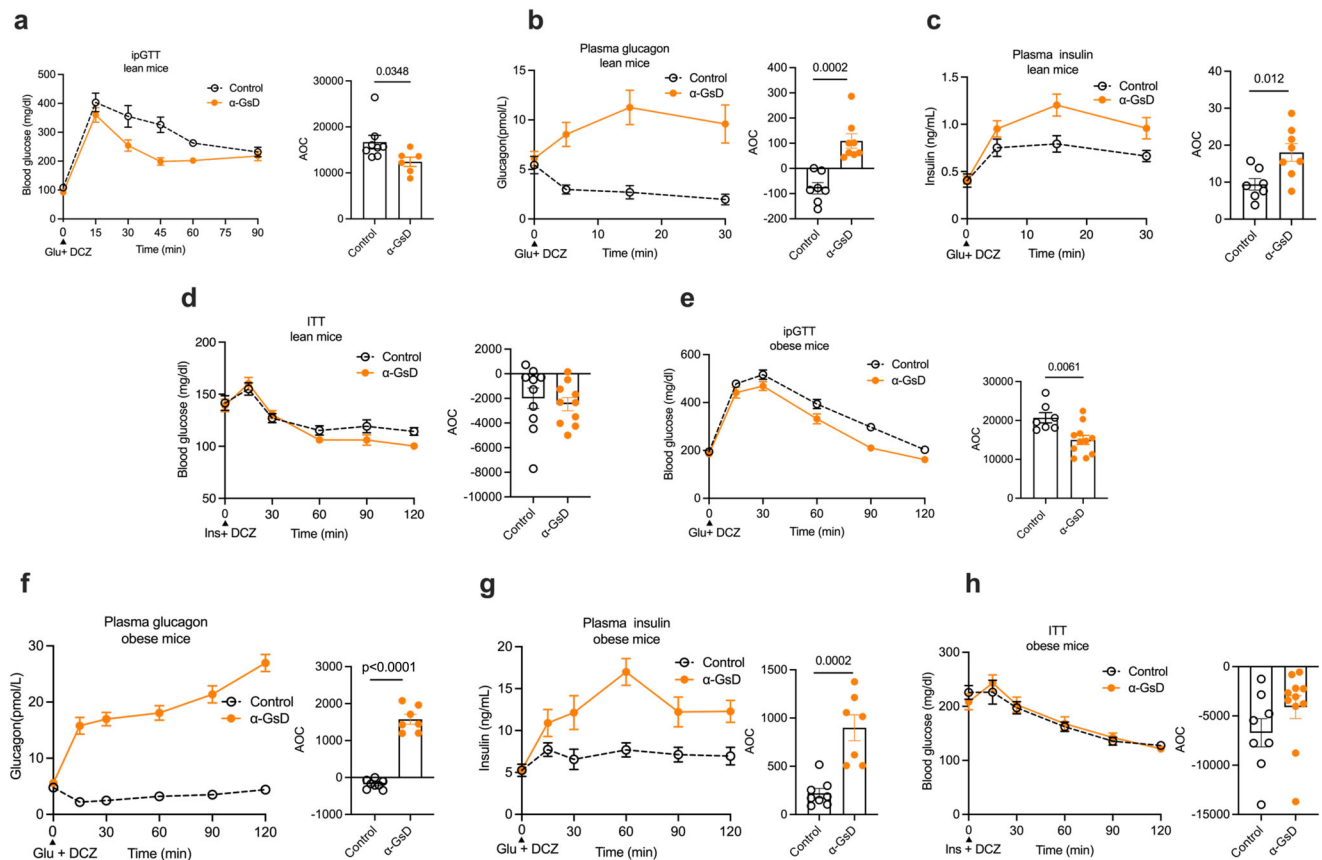 a
ipGTT
lean mice
Control
α-GsD
Blood glucose (mg/dl)
500
400
300
200
100
0
0 15 30 45 60 75 90
Glu+ DCZ
Time (min)
0.0348
AOC
30000
20000
10000
0
Control
α-GsD
b
Plasma glucagon
lean mice
Control
α-GsD
Glucagon(pmol/L)
15
10
5
0
0 10 20 30
Glu+ DCZ
Time (min)
0.0002
AOC
400
300
200
100
0
-100
-200
Control
α-GsD
c
Plasma insulin
lean mice
Control
α-GsD
Insulin (ng/mL)
1.5
1.0
0.5
0.0
0 10 20 30
Glu+ DCZ
Time (min)
0.012
AOC
40
30
20
10
0
Control
α-GsD
d
ITT
lean mice
Control
α-GsD
Blood glucose (mg/dl)
200
150
100
50
0 30 60 90 120
Ins+ DCZ
Time (min)
AOC
2000
0
-2000
-4000
-6000
-8000
-10000
Control
α-GsD
e
ipGTT
obese mice
Control
α-GsD
Blood glucose (mg/dl)
600
400
200
0
0 30 60 90 120
Glu+ DCZ
Time (min)
0.0061
AOC
30000
20000
10000
0
Control
α-GsD
f
Plasma glucagon
obese mice
Control
α-GsD
Glucagon(pmol/L)
30
20
10
0
0 30 60 90 120
Glu + DCZ
Time (min)
p<0.0001
AOC
3000
2000
1000
0
-1000
Control
α-GsD
g
Plasma insulin
obese mice
Control
α-GsD
Insulin (ng/mL)
20
15
10
5
0
0 30 60 90 120
Glu + DCZ
Time (min)
0.0002
AOC
1500
1000
500
0
Control
α-GsD
h
ITT
obese mice
Control
α-GsD
Blood glucose (mg/dl)
300
200
100
0
0 30 60 90 120
Ins + DCZ
Time (min)
AOC
0
-5000
-10000
-15000
Control
α-GsD